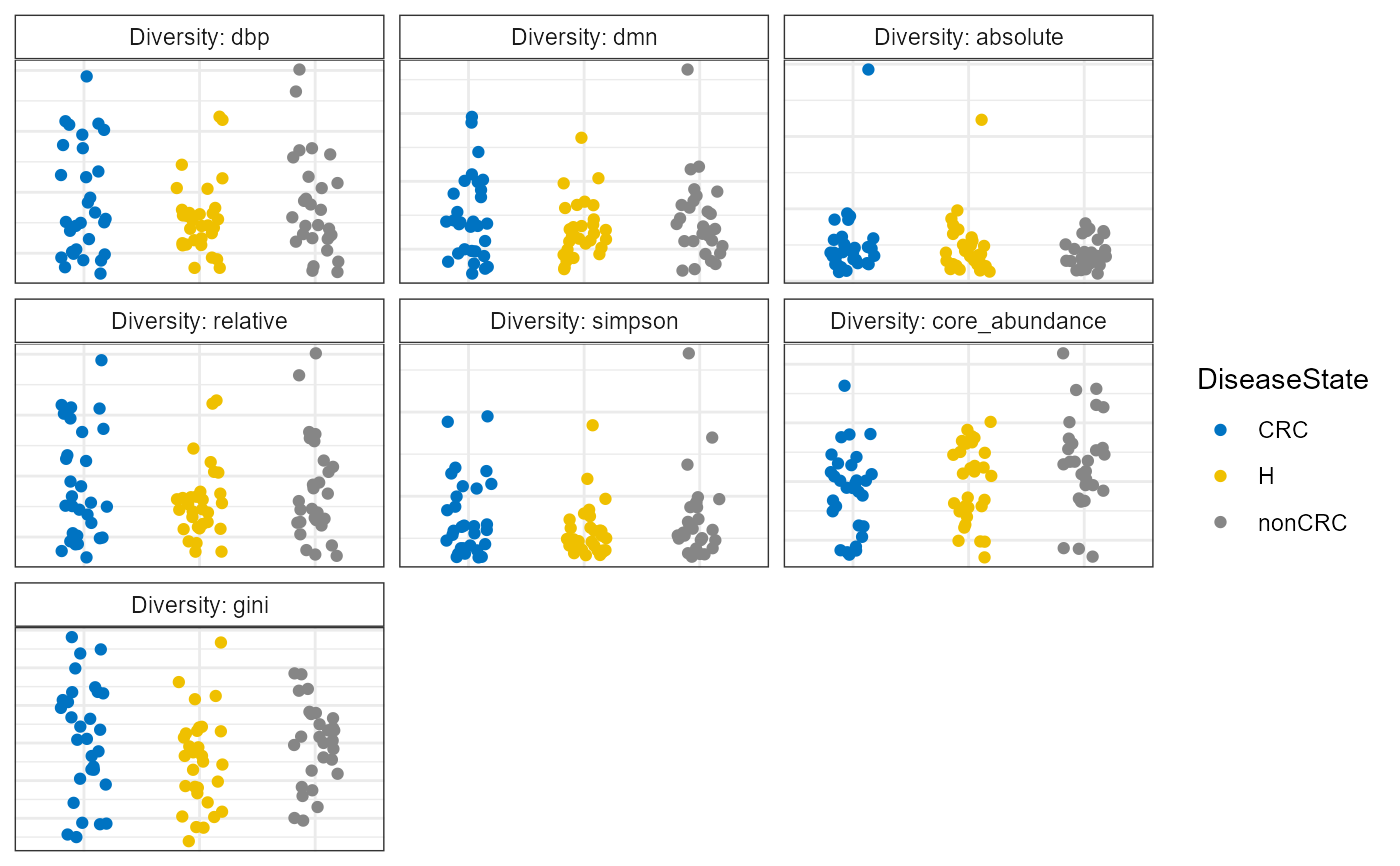 Diversity: dbp
Diversity: dmn
Diversity: absolute
Diversity: relative
Diversity: simpson
Diversity: core_abundance
Diversity: gini
DiseaseState
CRC
H
nonCRC